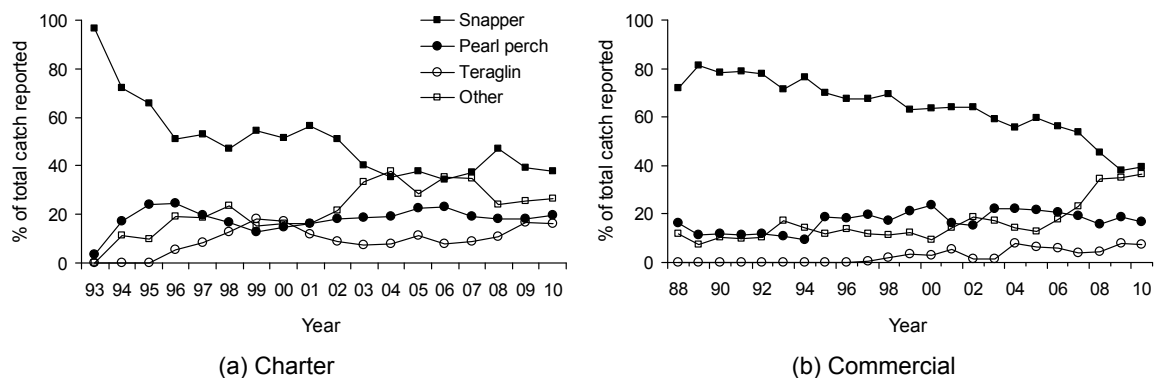 100
80
60
40
20
0
% of total catch reported
Snapper
Pearl perch
Teraglin
Other
93 94 95 96 97 98 99 00 01 02 03 04 05 06 07 08 09 10
Year
(a) Charter
100
80
60
40
20
0
% of total catch reported
88 90 92 94 96 98 00 02 04 06 08 10
Year
(b) Commercial